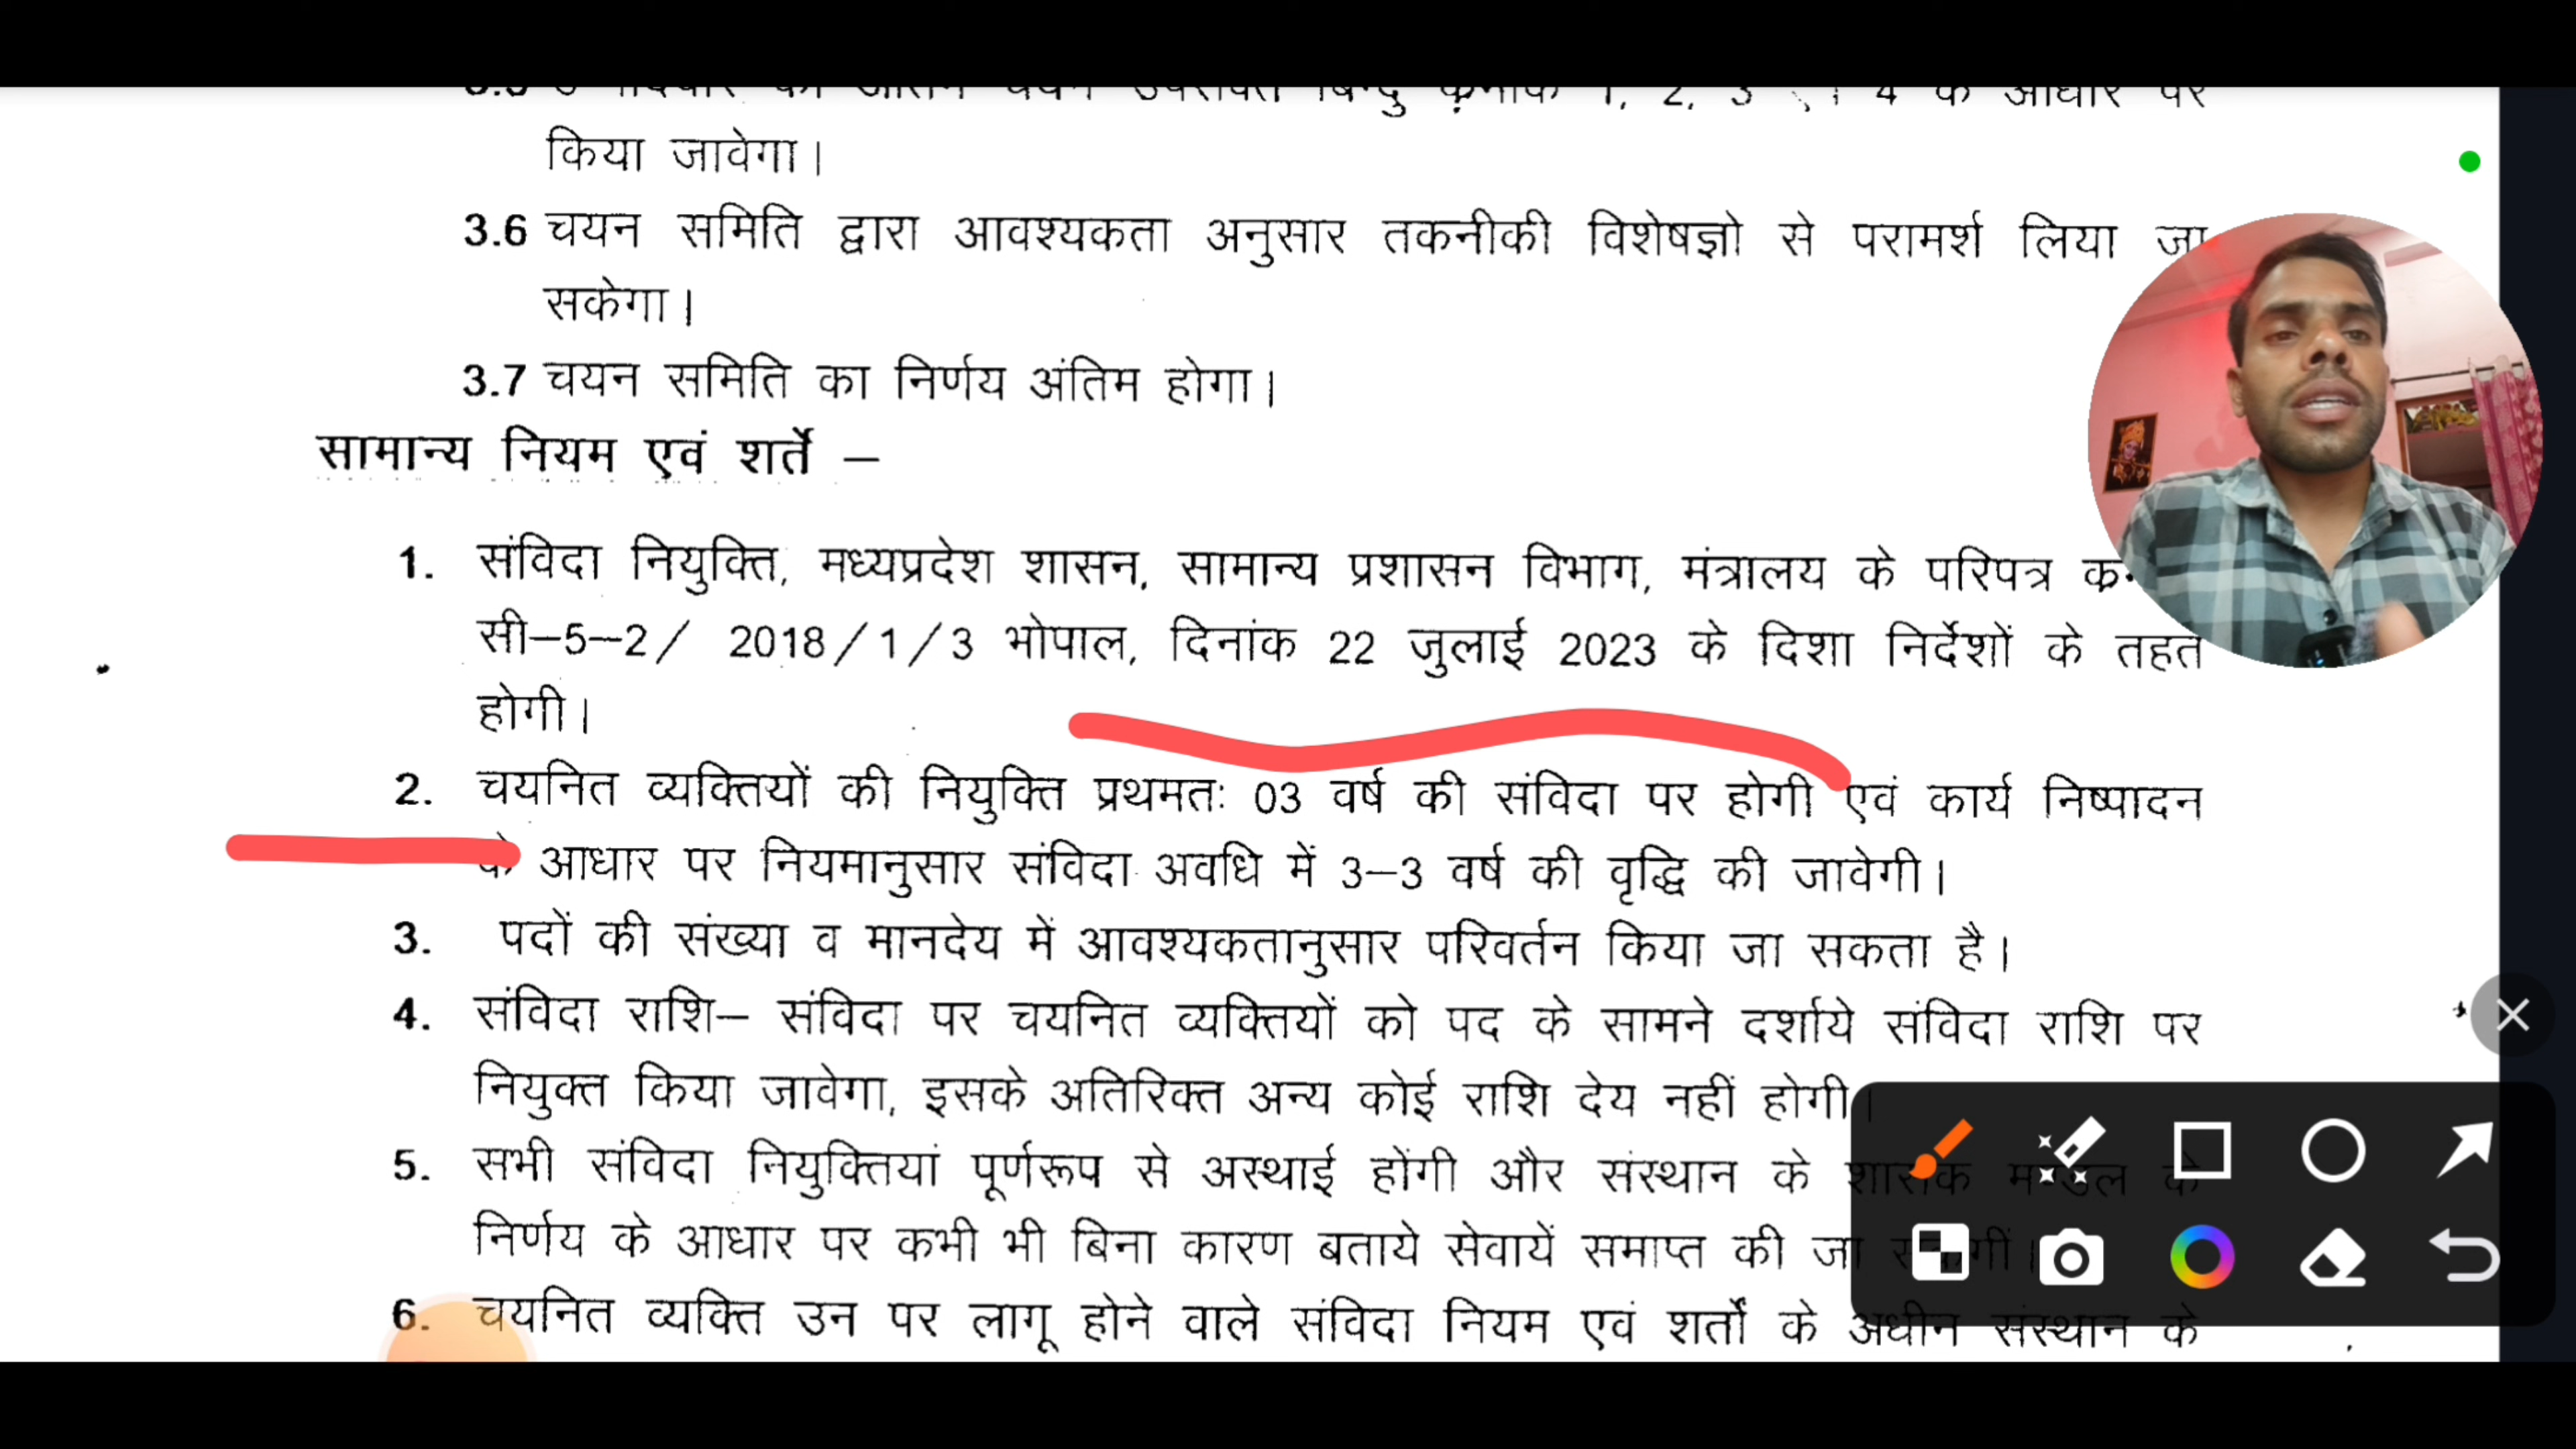 किया जावेगा।
3.6 चयन समिति द्वारा आवश्यकता अनुसार तकनीकी विशेषज्ञो से परामर्श लिया जा
सकेगा।
3.7 चयन समिति का निर्णय अंतिम होगा।
सामान्य नियम एवं शर्ते –
1. संविदा नियुक्ति, मध्यप्रदेश शासन, सामान्य प्रशासन विभाग, मंत्रालय के परिपत्र
सी–5–2/ 2018/1/3 भोपाल, दिनांक 22 जुलाई 2023 के दिशा निर्देशों के तहत
होगी।
2. चयनित व्यक्तियों की नियुक्ति प्रथमतः 03 वर्ष की संविदा पर होगी एवं कार्य निष्पादन
आधार पर नियमानुसार संविदा अवधि में 3–3 वर्ष की वृद्धि की जावेगी।
3. पदों की संख्या व मानदेय में आवश्यकतानुसार परिवर्तन किया जा सकता है।
4. संविदा राशि– संविदा पर चयनित व्यक्तियों को पद के सामने दर्शाये संविदा राशि पर
नियुक्त किया जावेगा, इसके अतिरिक्त अन्य कोई राशि देय नहीं होगी।
5. सभी संविदा नियुक्तियां पूर्णरूप से अस्थाई होंगी और संस्थान के
निर्णय के आधार पर कभी भी बिना कारण बताये सेवायें समाप्त की जा
6. चयनित व्यक्ति उन पर लागू होने वाले संविदा नियम एवं शर्तों के अधीन संस्थान के